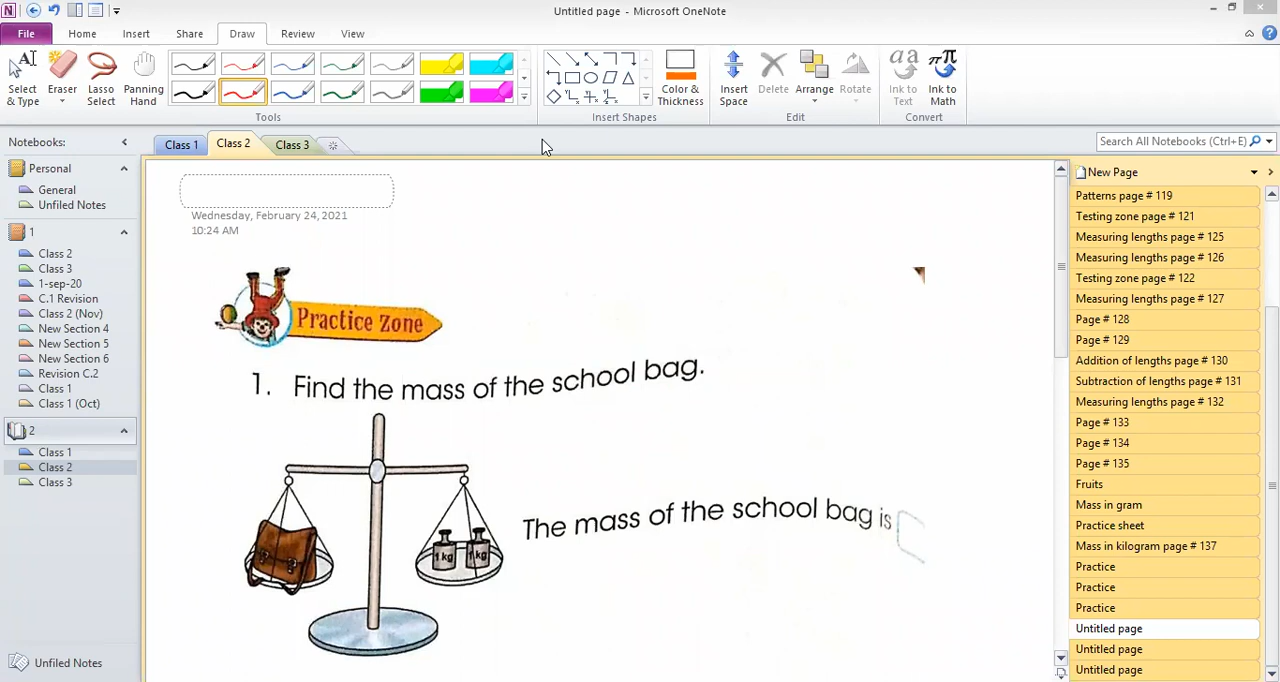 Untitled page - Microsoft OneNote
File
Home
Insert
Share
Draw
Review
View
Select & Type
Eraser
Lasso Select
Panning Hand
Tools
Insert Shapes
Color & Thickness
Insert Space
Delete
Arrange
Rotate
Edit
Ink to Text
Ink to Math
Convert
Notebooks:
Class 1
Class 2
Class 3
Search All Notebooks (Ctrl+E)
Personal
General
Unfiled Notes
1
Class 2
Class 3
1-sep-20
C.1 Revision
Class 2 (Nov)
New Section 4
New Section 5
New Section 6
Revision C.2
Class 1
Class 1 (Oct)
2
Class 1
Class 2
Class 3
Unfiled Notes
Wednesday, February 24, 2021
10:24 AM
Practice Zone
1. Find the mass of the school bag.
1 kg
1 kg
The mass of the school bag is
New Page
Patterns page # 119
Testing zone page # 121
Measuring lengths page # 125
Measuring lengths page # 126
Testing zone page # 122
Measuring lengths page # 127
Page # 128
Page # 129
Addition of lengths page # 130
Subtraction of lengths page # 131
Measuring lengths page # 132
Page # 133
Page # 134
Page # 135
Fruits
Mass in gram
Practice sheet
Mass in kilogram page # 137
Practice
Practice
Practice
Untitled page
Untitled page
Untitled page